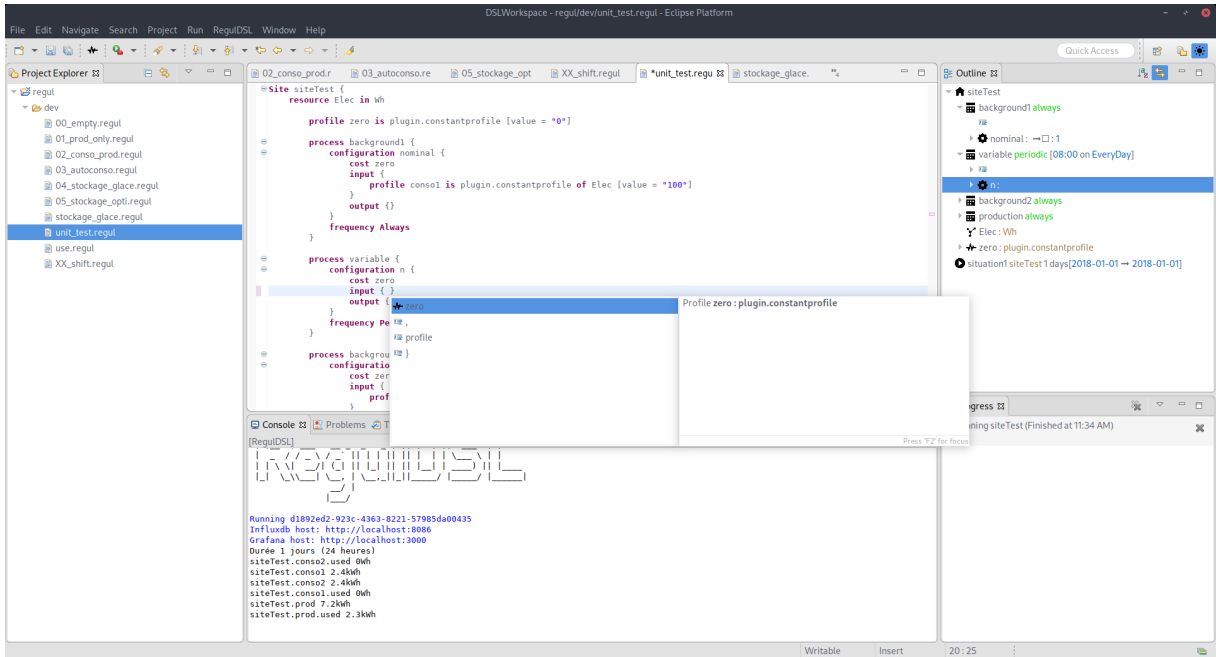 DSLWorkspace - regul/dev/unit_test.regul - Eclipse Platform
File Edit Navigate Search Project Run RegulDSL Window Help
Quick Access
Project Explorer
regul
dev
00_empty.regul
01_prod_only.regul
02_conso_prod.regul
03_autoconso.regul
04_stockage_glace.regul
05_stockage_opti.regul
stockage_glace.regul
unit_test.regul
use.regul
XX_shift.regul
02_conso_prod.r 03_autoconso.re 05_stockage_opt XX_shift.regul *unit_test.regu stockage_glace.
Site siteTest {
resource Elec in Wh
profile zero is plugin.constantprofile [value = "0"]
process background1 {
configuration nominal {
cost zero
input {
profile conso1 is plugin.constantprofile of Elec [value = "100"]
}
output {}
}
frequency Always
}
process variable {
configuration n {
cost zero
input { }
output {
}
frequency Pe
}
process backgrou
configuratio
cost zer
input {
prof
}
zero
,
profile
}
Profile zero : plugin.constantprofile
Press 'F2' for focus
Console Problems T
[RegulDSL]
Running d1892ed2-923c-4363-8221-57985da00435
Influxdb host: http://localhost:8086
Grafana host: http://localhost:3000
Durée 1 jours (24 heures)
siteTest.conso2.used 0Wh
siteTest.conso1 2.4kWh
siteTest.conso2 2.4kWh
siteTest.conso1.used 0Wh
siteTest.prod 7.2kWh
siteTest.prod.used 2.3kWh
Outline
siteTest
background1 always
nominal : →□ : 1
variable periodic [08:00 on EveryDay]
n :
background2 always
production always
Elec : Wh
zero : plugin.constantprofile
situation1 siteTest 1 days[2018-01-01 → 2018-01-01]
ogress
ning siteTest (Finished at 11:34 AM)
Writable Insert 20 : 25